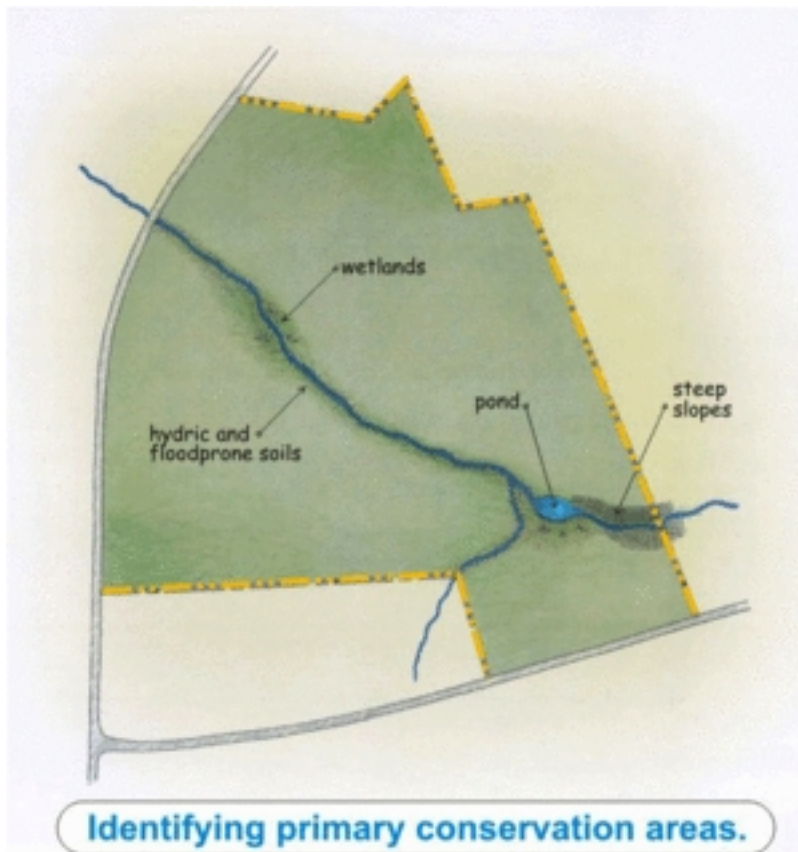 wetlands
pond
steep
slopes
hydric and
floodprone soils
Identifying primary conservation areas.